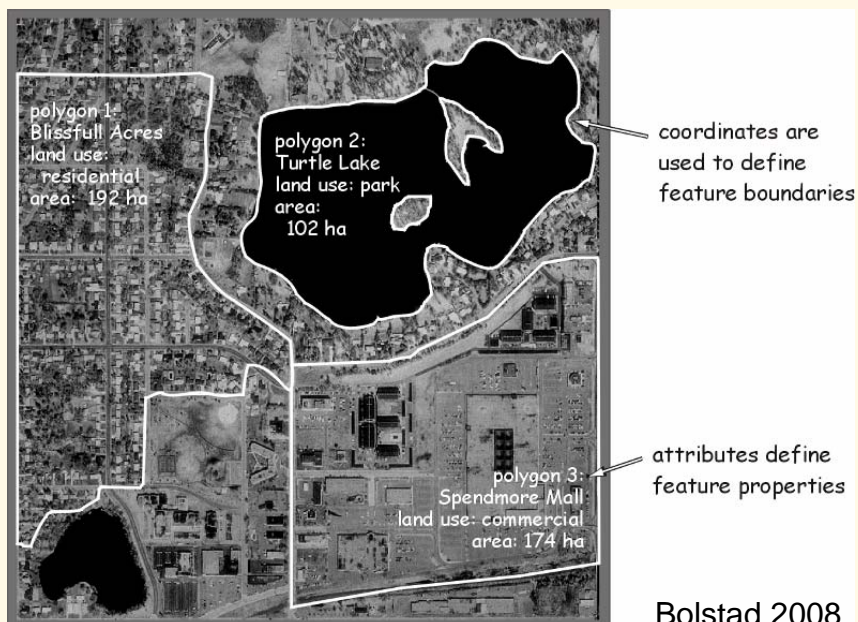 polygon 1:
Blissfull Acres
land use:
residential
area: 192 ha
polygon 2:
Turtle Lake
land use: park
area:
102 ha
coordinates are
used to define
feature boundaries
polygon 3:
Spendmore Mall
land use: commercial
area: 174 ha
attributes define
feature properties
Bolstad 2008